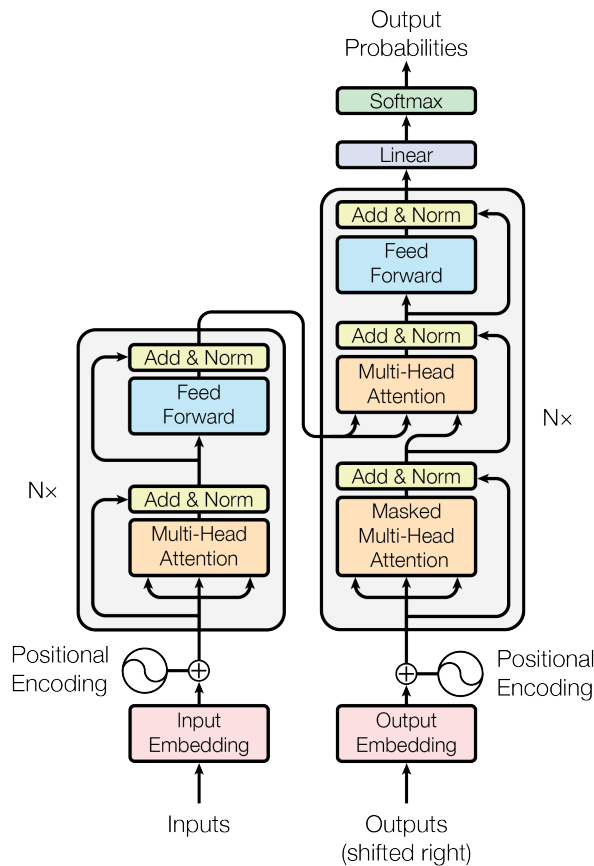 Output
Probabilities
Softmax
Linear
Add & Norm
Feed
Forward
Add & Norm
Multi-Head
Attention
Add & Norm
Masked
Multi-Head
Attention
N×
Add & Norm
Feed
Forward
Add & Norm
Multi-Head
Attention
N×
Positional
Encoding
Positional
Encoding
Input
Embedding
Output
Embedding
Inputs
Outputs
(shifted right)